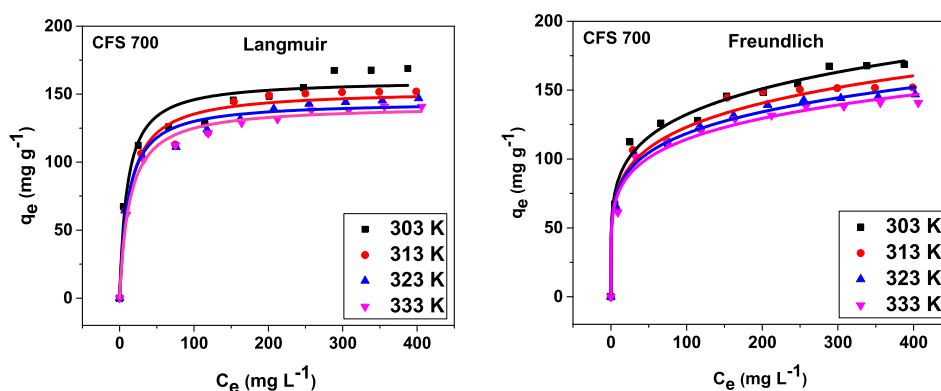 CFS 700
Langmuir
200
150
100
50
0
qe (mg g-1)
303 K
313 K
323 K
333 K
0 100 200 300 400
Ce (mg L-1)
CFS 700
Freundlich
200
150
100
50
0
qe (mg g-1)
303 K
313 K
323 K
333 K
0 100 200 300 400
Ce (mg L-1)